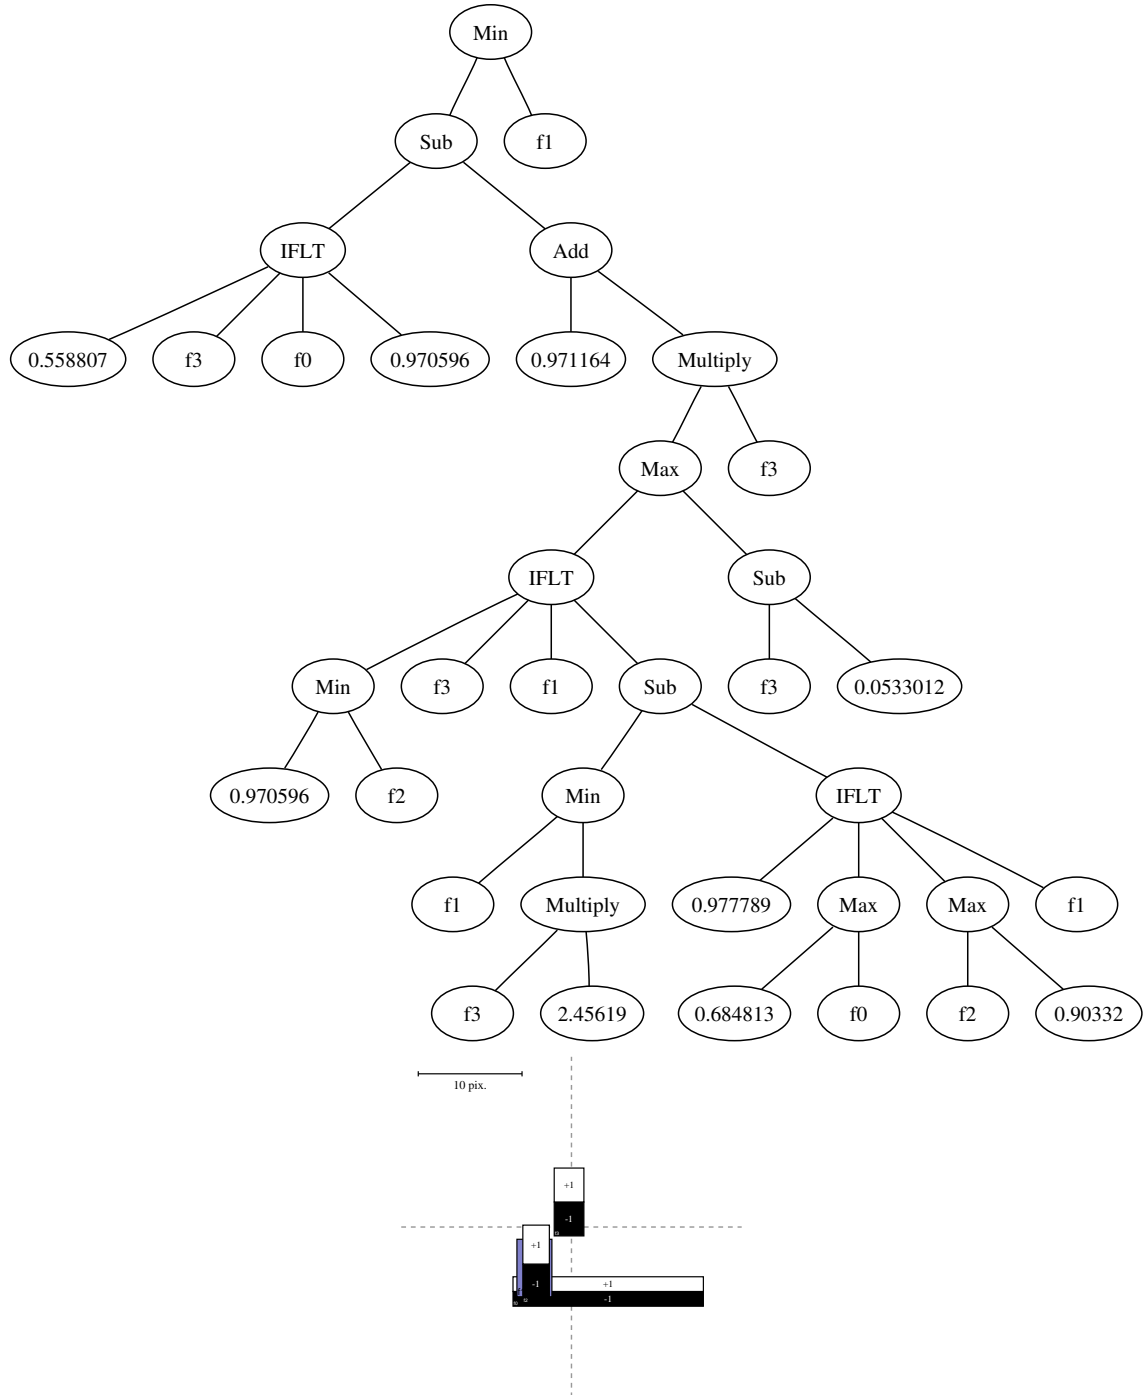 Min
Sub f1
IFLT Add
0.558807 f3 f0 0.970596 0.971164 Multiply
Max f3
IFLT Sub
Min f3 f1 Sub f3 0.0533012
0.970596 f2 Min IFLT
f1 Multiply 0.977789 Max Max f1
f3 2.45619 0.684813 f0 f2 0.90332
10 pix.
+1
-1
+1
-1 +1
-1